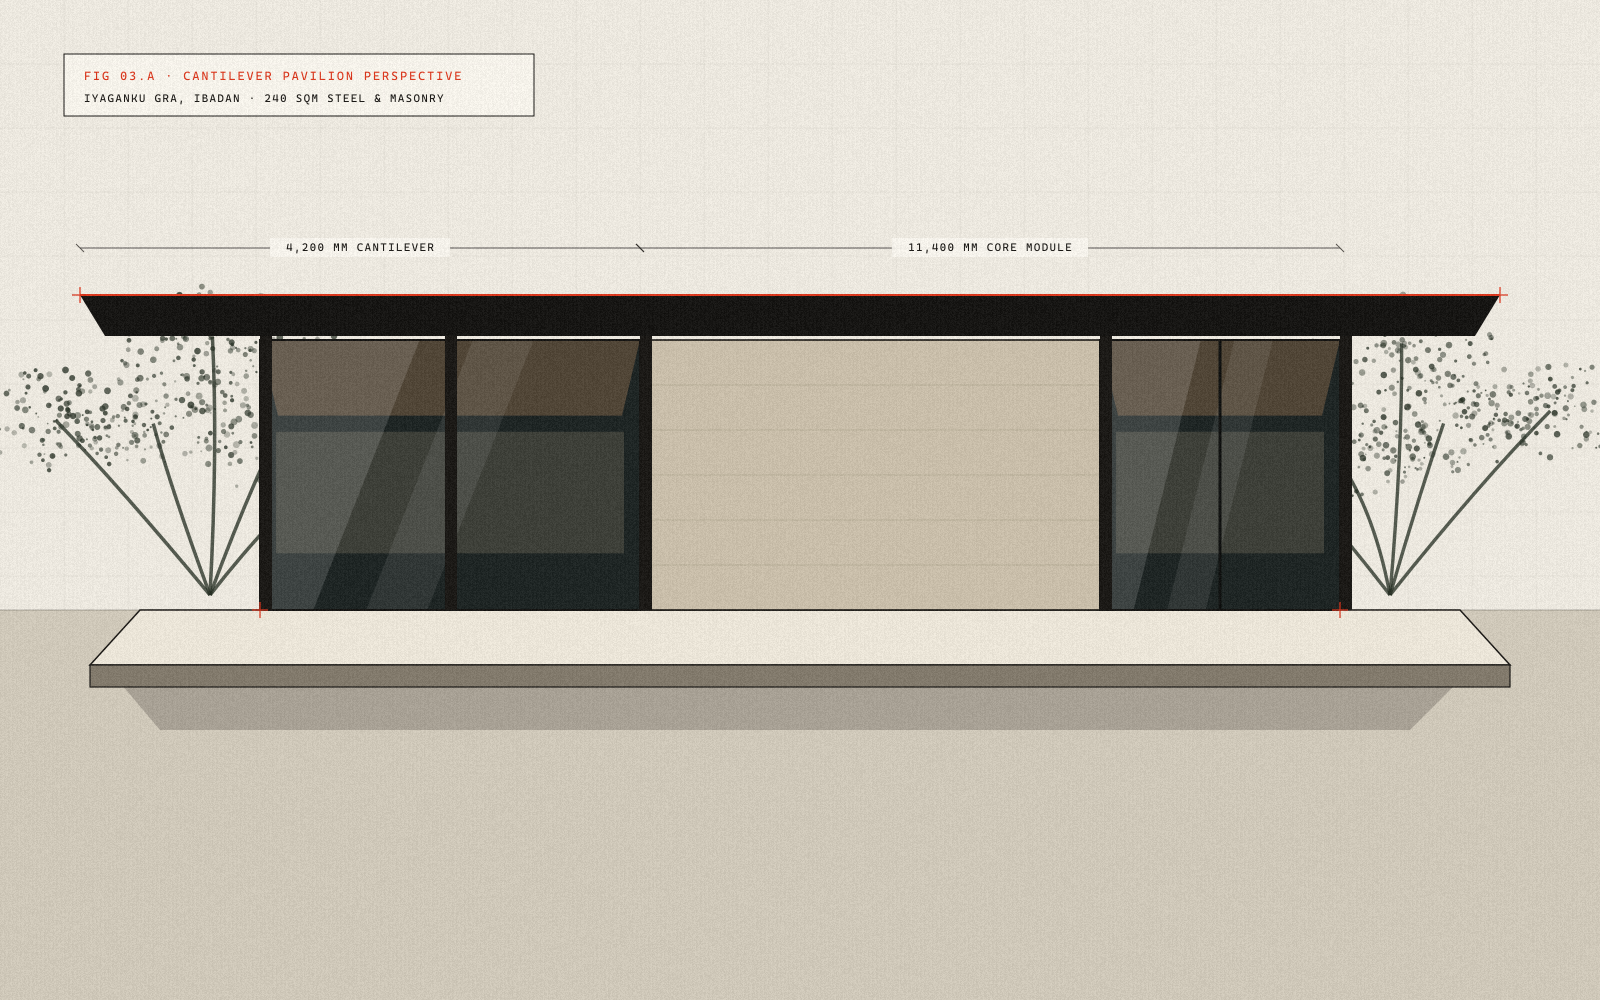 FIG 03.A · CANTILEVER PAVILION PERSPECTIVE
IYAGANKU GRA, IBADAN · 240 SQM STEEL & MASONRY
4,200 MM CANTILEVER
11,400 MM CORE MODULE